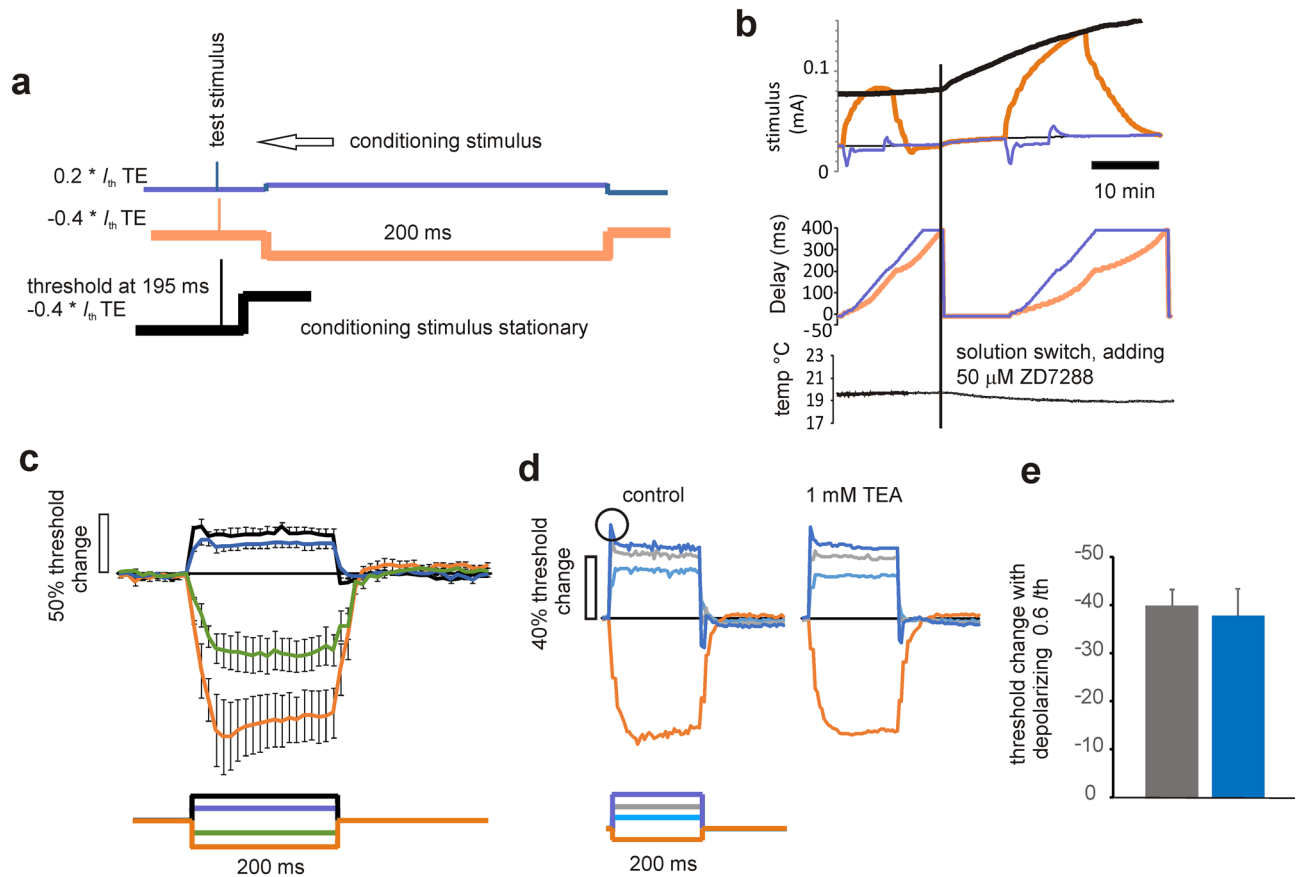 a
test stimulus
conditioning stimulus
0.2 * Ith TE
-0.4 * Ith TE
200 ms
threshold at 195 ms
-0.4 * Ith TE
conditioning stimulus stationary
b
stimulus
(mA)
0.1
0
10 min
Delay (ms)
400
300
200
100
0
-50
temp °C
23
21
19
17
solution switch, adding
50 µM ZD7288
c
50% threshold
change
200 ms
d
control
1 mM TEA
40% threshold
change
200 ms
e
threshold change with
depolarizing 0.6 Ith
-50
-40
-30
-20
-10
0